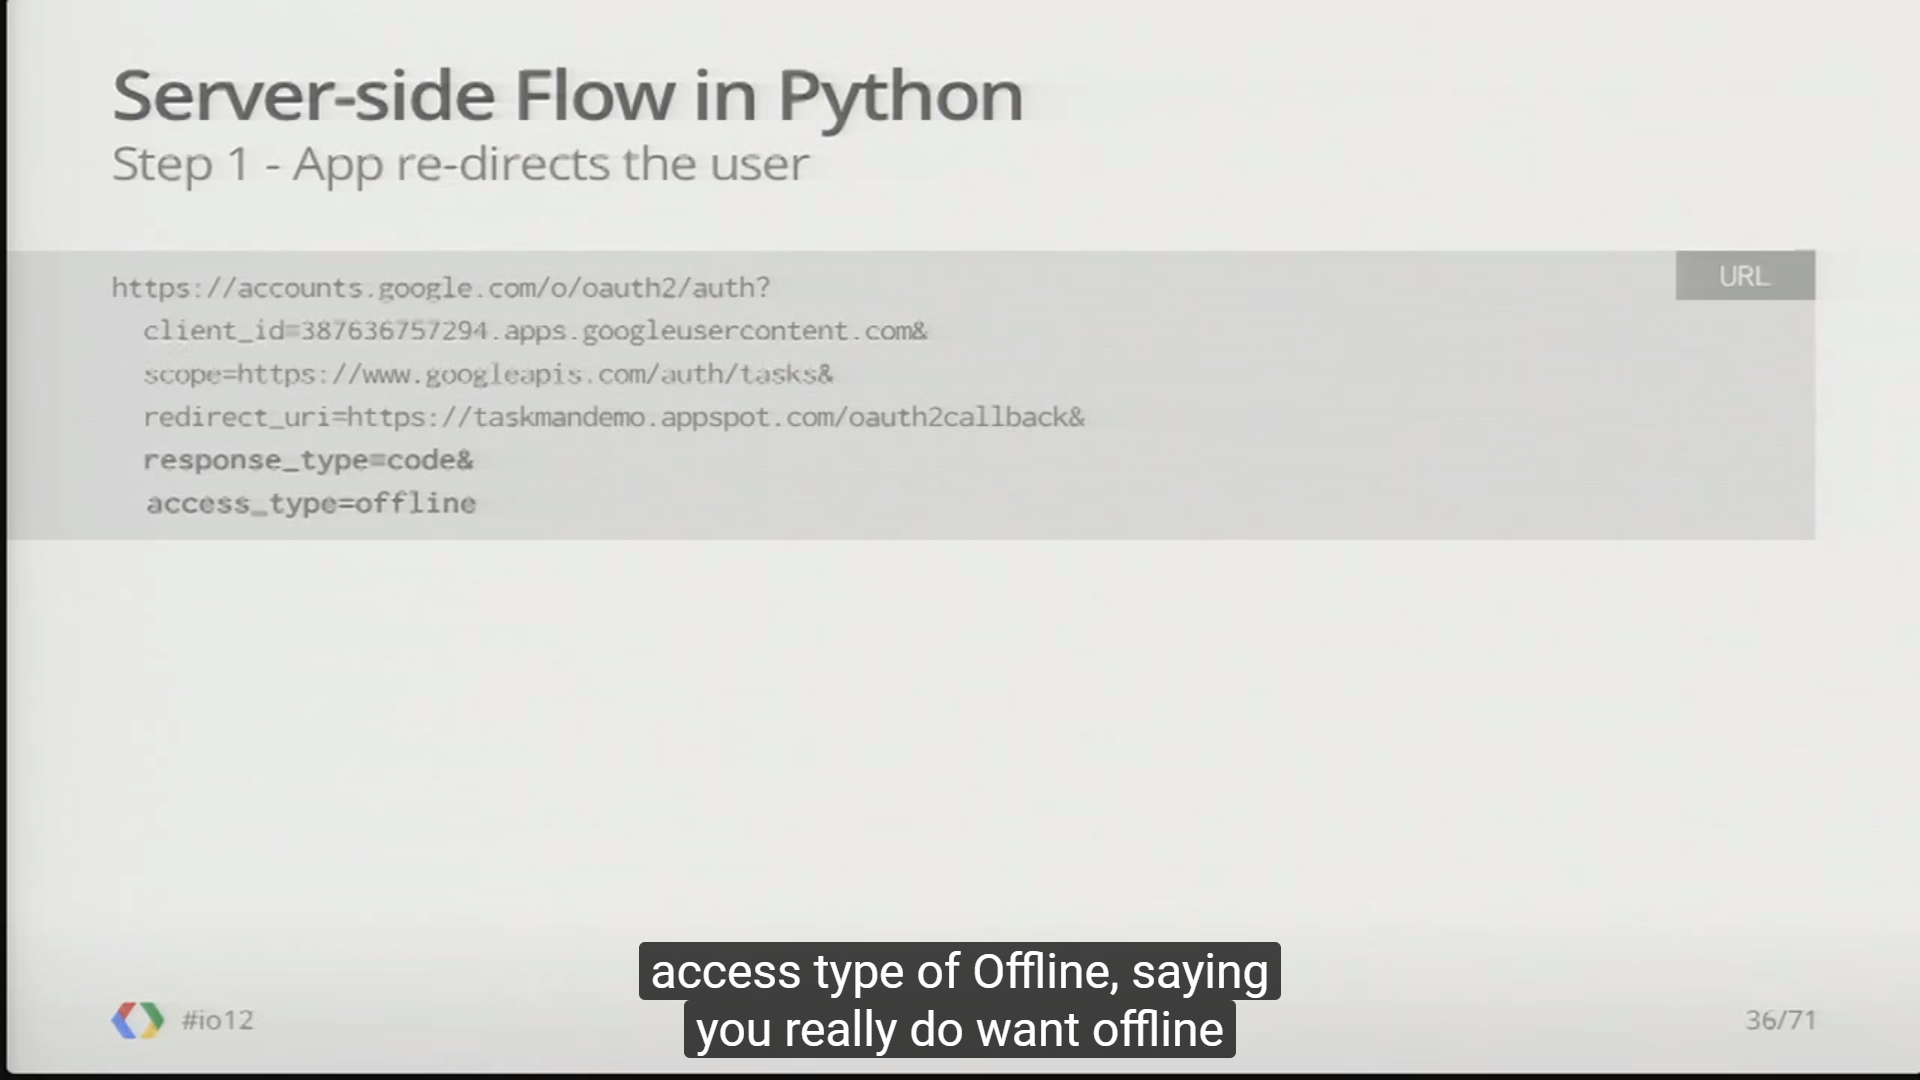 Server-side Flow in Python
Step 1 - App re-directs the user
URL
https://accounts.google.com/o/oauth2/auth?
client_id=387636757294.apps.googleusercontent.com&
scope=https://www.googleapis.com/auth/tasks&
redirect_uri=https://taskmandemo.appspot.com/oauth2callback&
response_type=code&
access_type=offline
access type of Offline, saying
you really do want offline
#io12
36/71